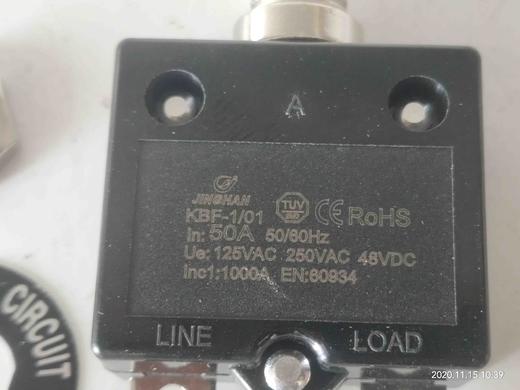 A
JINGHAN
TUV
CE RoHS
KBF-1/01
In: 50A 50/60Hz
Ue: 125VAC 250VAC 48VDC
Inc1:1000A EN:60934
LINE LOAD
CIRCUIT
2020.11.15 10:39